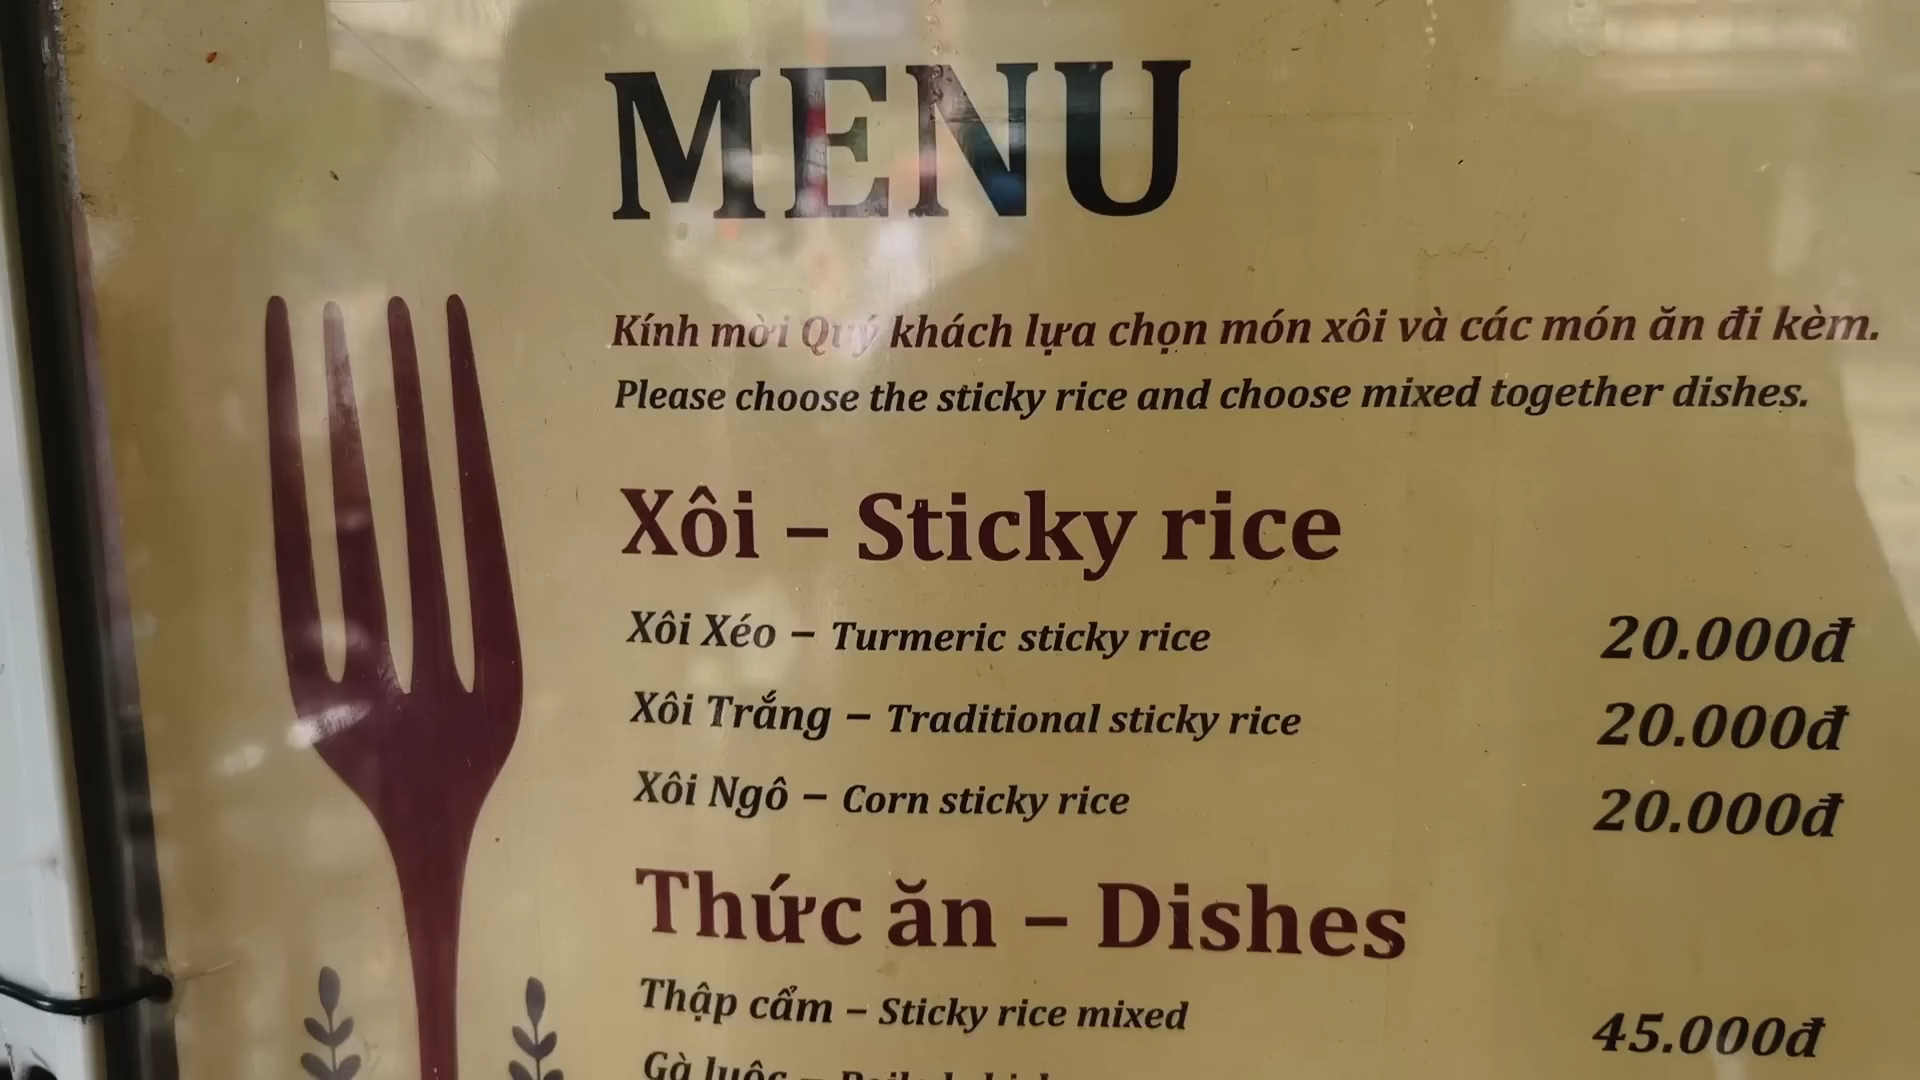 MENU
Kính mời Quý khách lựa chọn món xôi và các món ăn đi kèm.
Please choose the sticky rice and choose mixed together dishes.
Xôi – Sticky rice
Xôi Xéo – Turmeric sticky rice 20.000đ
Xôi Trắng – Traditional sticky rice 20.000đ
Xôi Ngô – Corn sticky rice 20.000đ
Thức ăn – Dishes
Thập cẩm – Sticky rice mixed 45.000đ
Gà luộc –